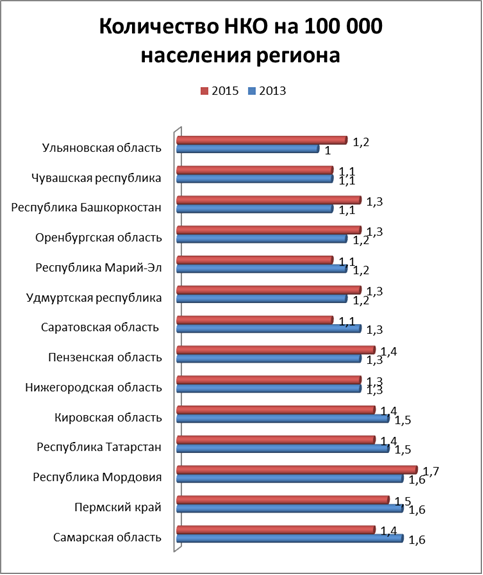 Количество НКО на 100 000
населения региона
2015 2013
Ульяновская область 1,2
1
Чувашская республика 1,1
1,1
Республика Башкоркостан 1,3
1,1
Оренбургская область 1,3
1,2
Республика Марий-Эл 1,1
1,2
Удмуртская республика 1,3
1,2
Саратовская область 1,1
1,3
Пензенская область 1,4
1,3
Нижегородская область 1,3
1,3
Кировская область 1,4
1,5
Республика Татарстан 1,4
1,5
Республика Мордовия 1,7
1,6
Пермский край 1,5
1,6
Самарская область 1,4
1,6